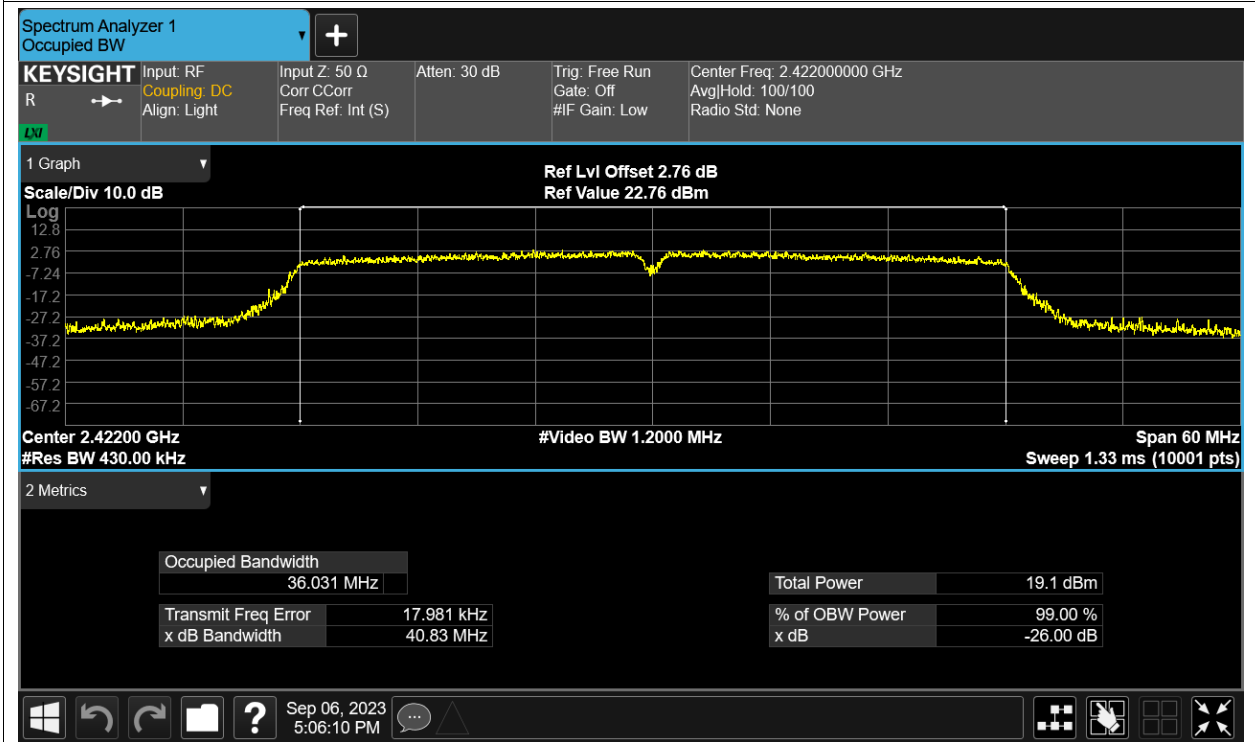 Spectrum Analyzer 1
Occupied BW
KEYSIGHT
R
LXI
Input: RF
Coupling: DC
Align: Light
Input Z: 50 Ω
Corr CCorr
Freq Ref: Int (S)
Atten: 30 dB
Trig: Free Run
Gate: Off
#IF Gain: Low
Center Freq: 2.422000000 GHz
Avg|Hold: 100/100
Radio Std: None
1 Graph
Scale/Div 10.0 dB
Ref Lvl Offset 2.76 dB
Ref Value 22.76 dBm
Log
12.8
2.76
-7.24
-17.2
-27.2
-37.2
-47.2
-57.2
-67.2
Center 2.42200 GHz
#Video BW 1.2000 MHz
Span 60 MHz
#Res BW 430.00 kHz
Sweep 1.33 ms (10001 pts)
2 Metrics
Occupied Bandwidth
36.031 MHz
Transmit Freq Error 17.981 kHz
x dB Bandwidth 40.83 MHz
Total Power 19.1 dBm
% of OBW Power 99.00 %
x dB -26.00 dB
?
Sep 06, 2023
5:06:10 PM